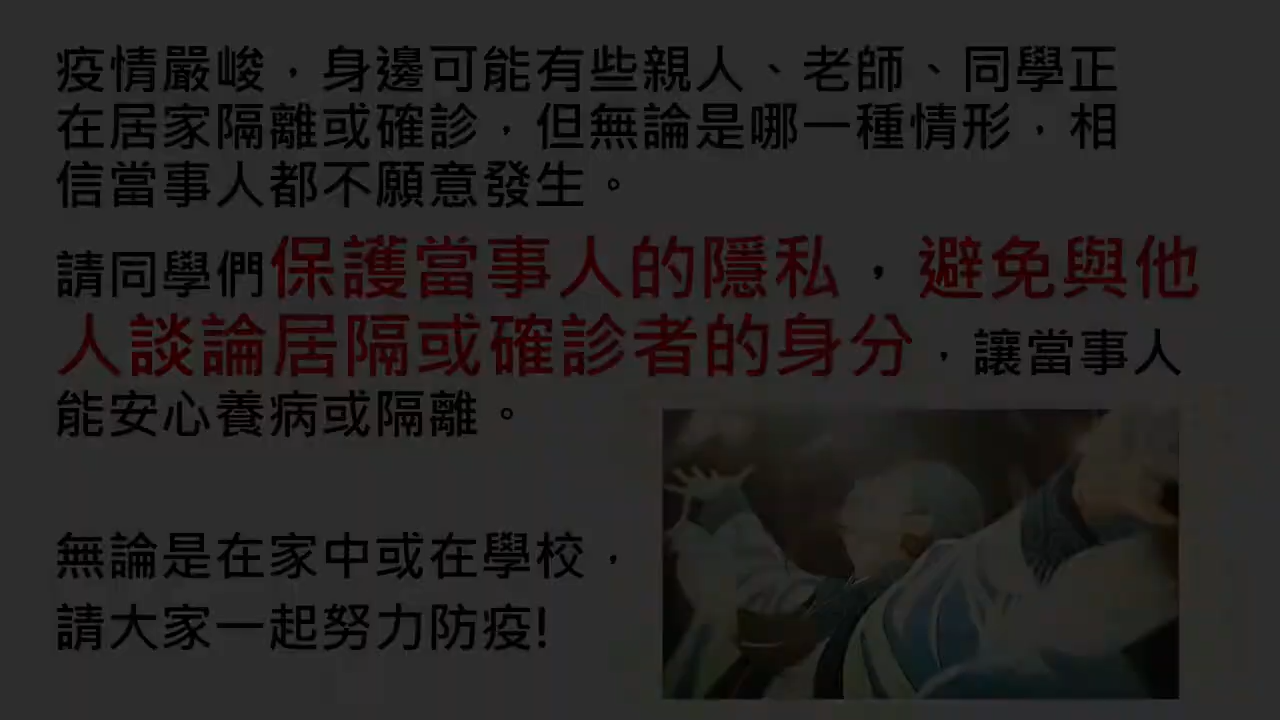 疫情嚴峻，身邊可能有些親人、老師、同學正
在居家隔離或確診，但無論是哪一種情形，相
信當事人都不願意發生。
請同學們保護當事人的隱私，避免與他
人談論居隔或確診者的身分，讓當事人
能安心養病或隔離。
無論是在家中或在學校，
請大家一起努力防疫!